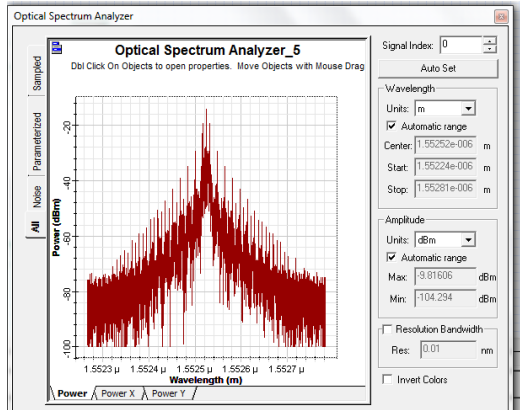 Optical Spectrum Analyzer
Optical Spectrum Analyzer_5
Dbl Click On Objects to open properties. Move Objects with Mouse Drag
Sampled
Parameterized
Noise
All
Power (dBm)
-20
-40
-60
-80
-100
1.5523 µ 1.5524 µ 1.5525 µ 1.5526 µ 1.5527 µ
Wavelength (m)
Power Power X Power Y
Signal Index: 0
Auto Set
Wavelength
Units: m
Automatic range
Center: 1.55252e-006 m
Start: 1.55224e-006 m
Stop: 1.55281e-006 m
Amplitude
Units: dBm
Automatic range
Max: -9.81606 dBm
Min: -104.294 dBm
Resolution Bandwidth
Res: 0.01 nm
Invert Colors